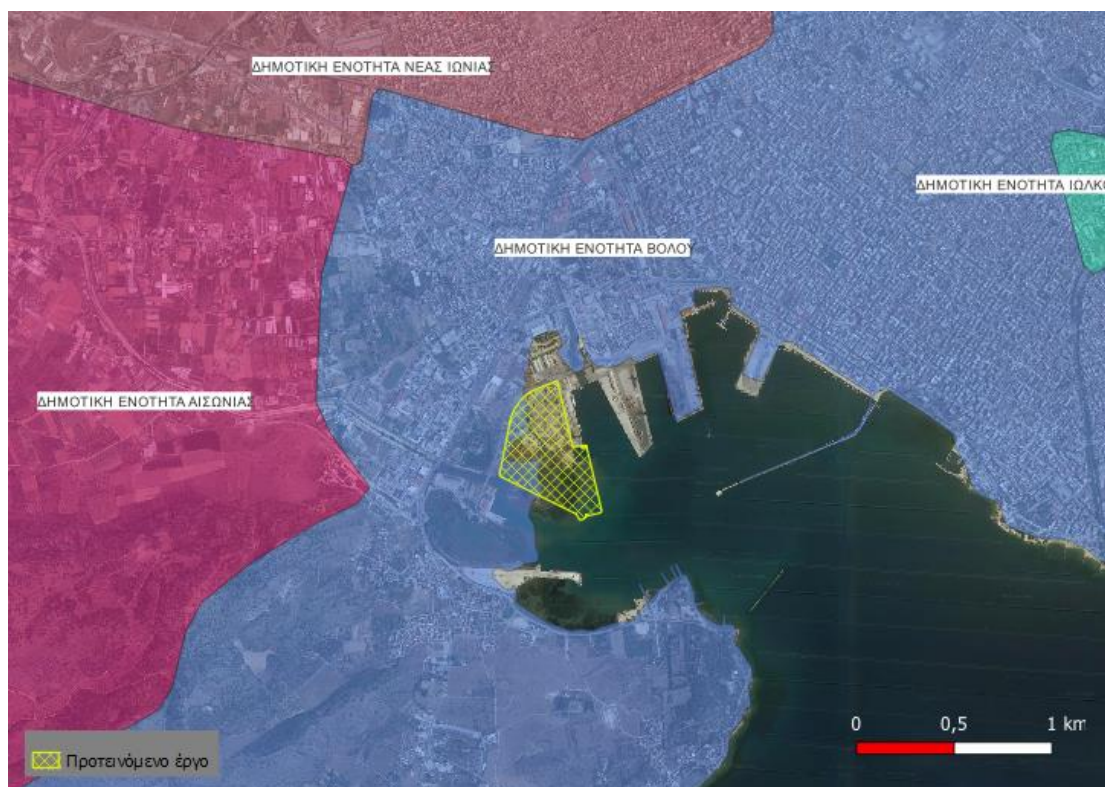 ΔΗΜΟΤΙΚΗ ΕΝΟΤΗΤΑ ΝΕΑΣ ΙΩΝΙΑΣ
ΔΗΜΟΤΙΚΗ ΕΝΟΤΗΤΑ ΙΩΛΚΟ
ΔΗΜΟΤΙΚΗ ΕΝΟΤΗΤΑ ΒΟΛΟΥ
ΔΗΜΟΤΙΚΗ ΕΝΟΤΗΤΑ ΑΙΣΩΝΙΑΣ
0 0,5 1 km
Προτεινόμενο έργο